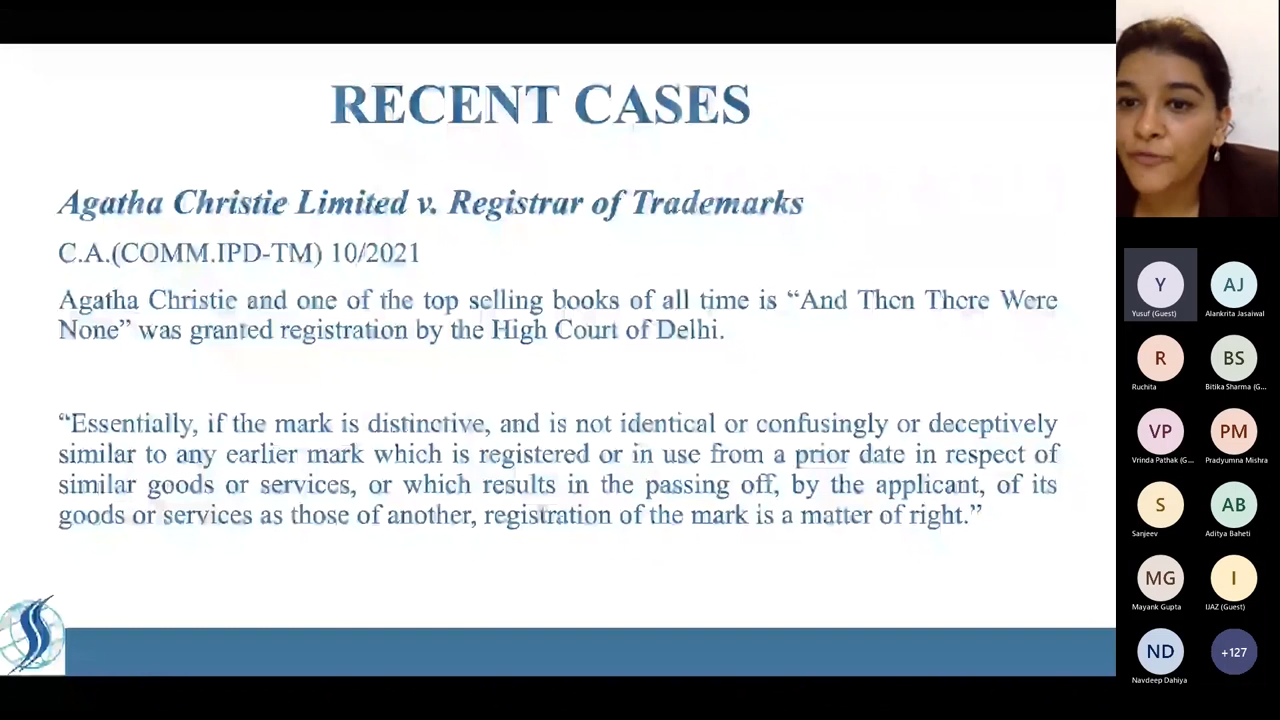 RECENT CASES
Agatha Christie Limited v. Registrar of Trademarks
C.A.(COMM.IPD-TM) 10/2021
Agatha Christie and one of the top selling books of all time is “And Then There Were
None” was granted registration by the High Court of Delhi.
“Essentially, if the mark is distinctive, and is not identical or confusingly or deceptively
similar to any earlier mark which is registered or in use from a prior date in respect of
similar goods or services, or which results in the passing off, by the applicant, of its
goods or services as those of another, registration of the mark is a matter of right.”
Y
AJ
Yusuf (Guest)
Alankrita Jasaiwal
R
BS
Ruchita
Bitika Sharma (G...
VP
PM
Vrinda Pathak (G...
Pradyumna Mishra
S
AB
Sanjeev
Aditya Baheti
MG
I
Mayank Gupta
IJAZ (Guest)
ND
+127
Navdeep Dahiya